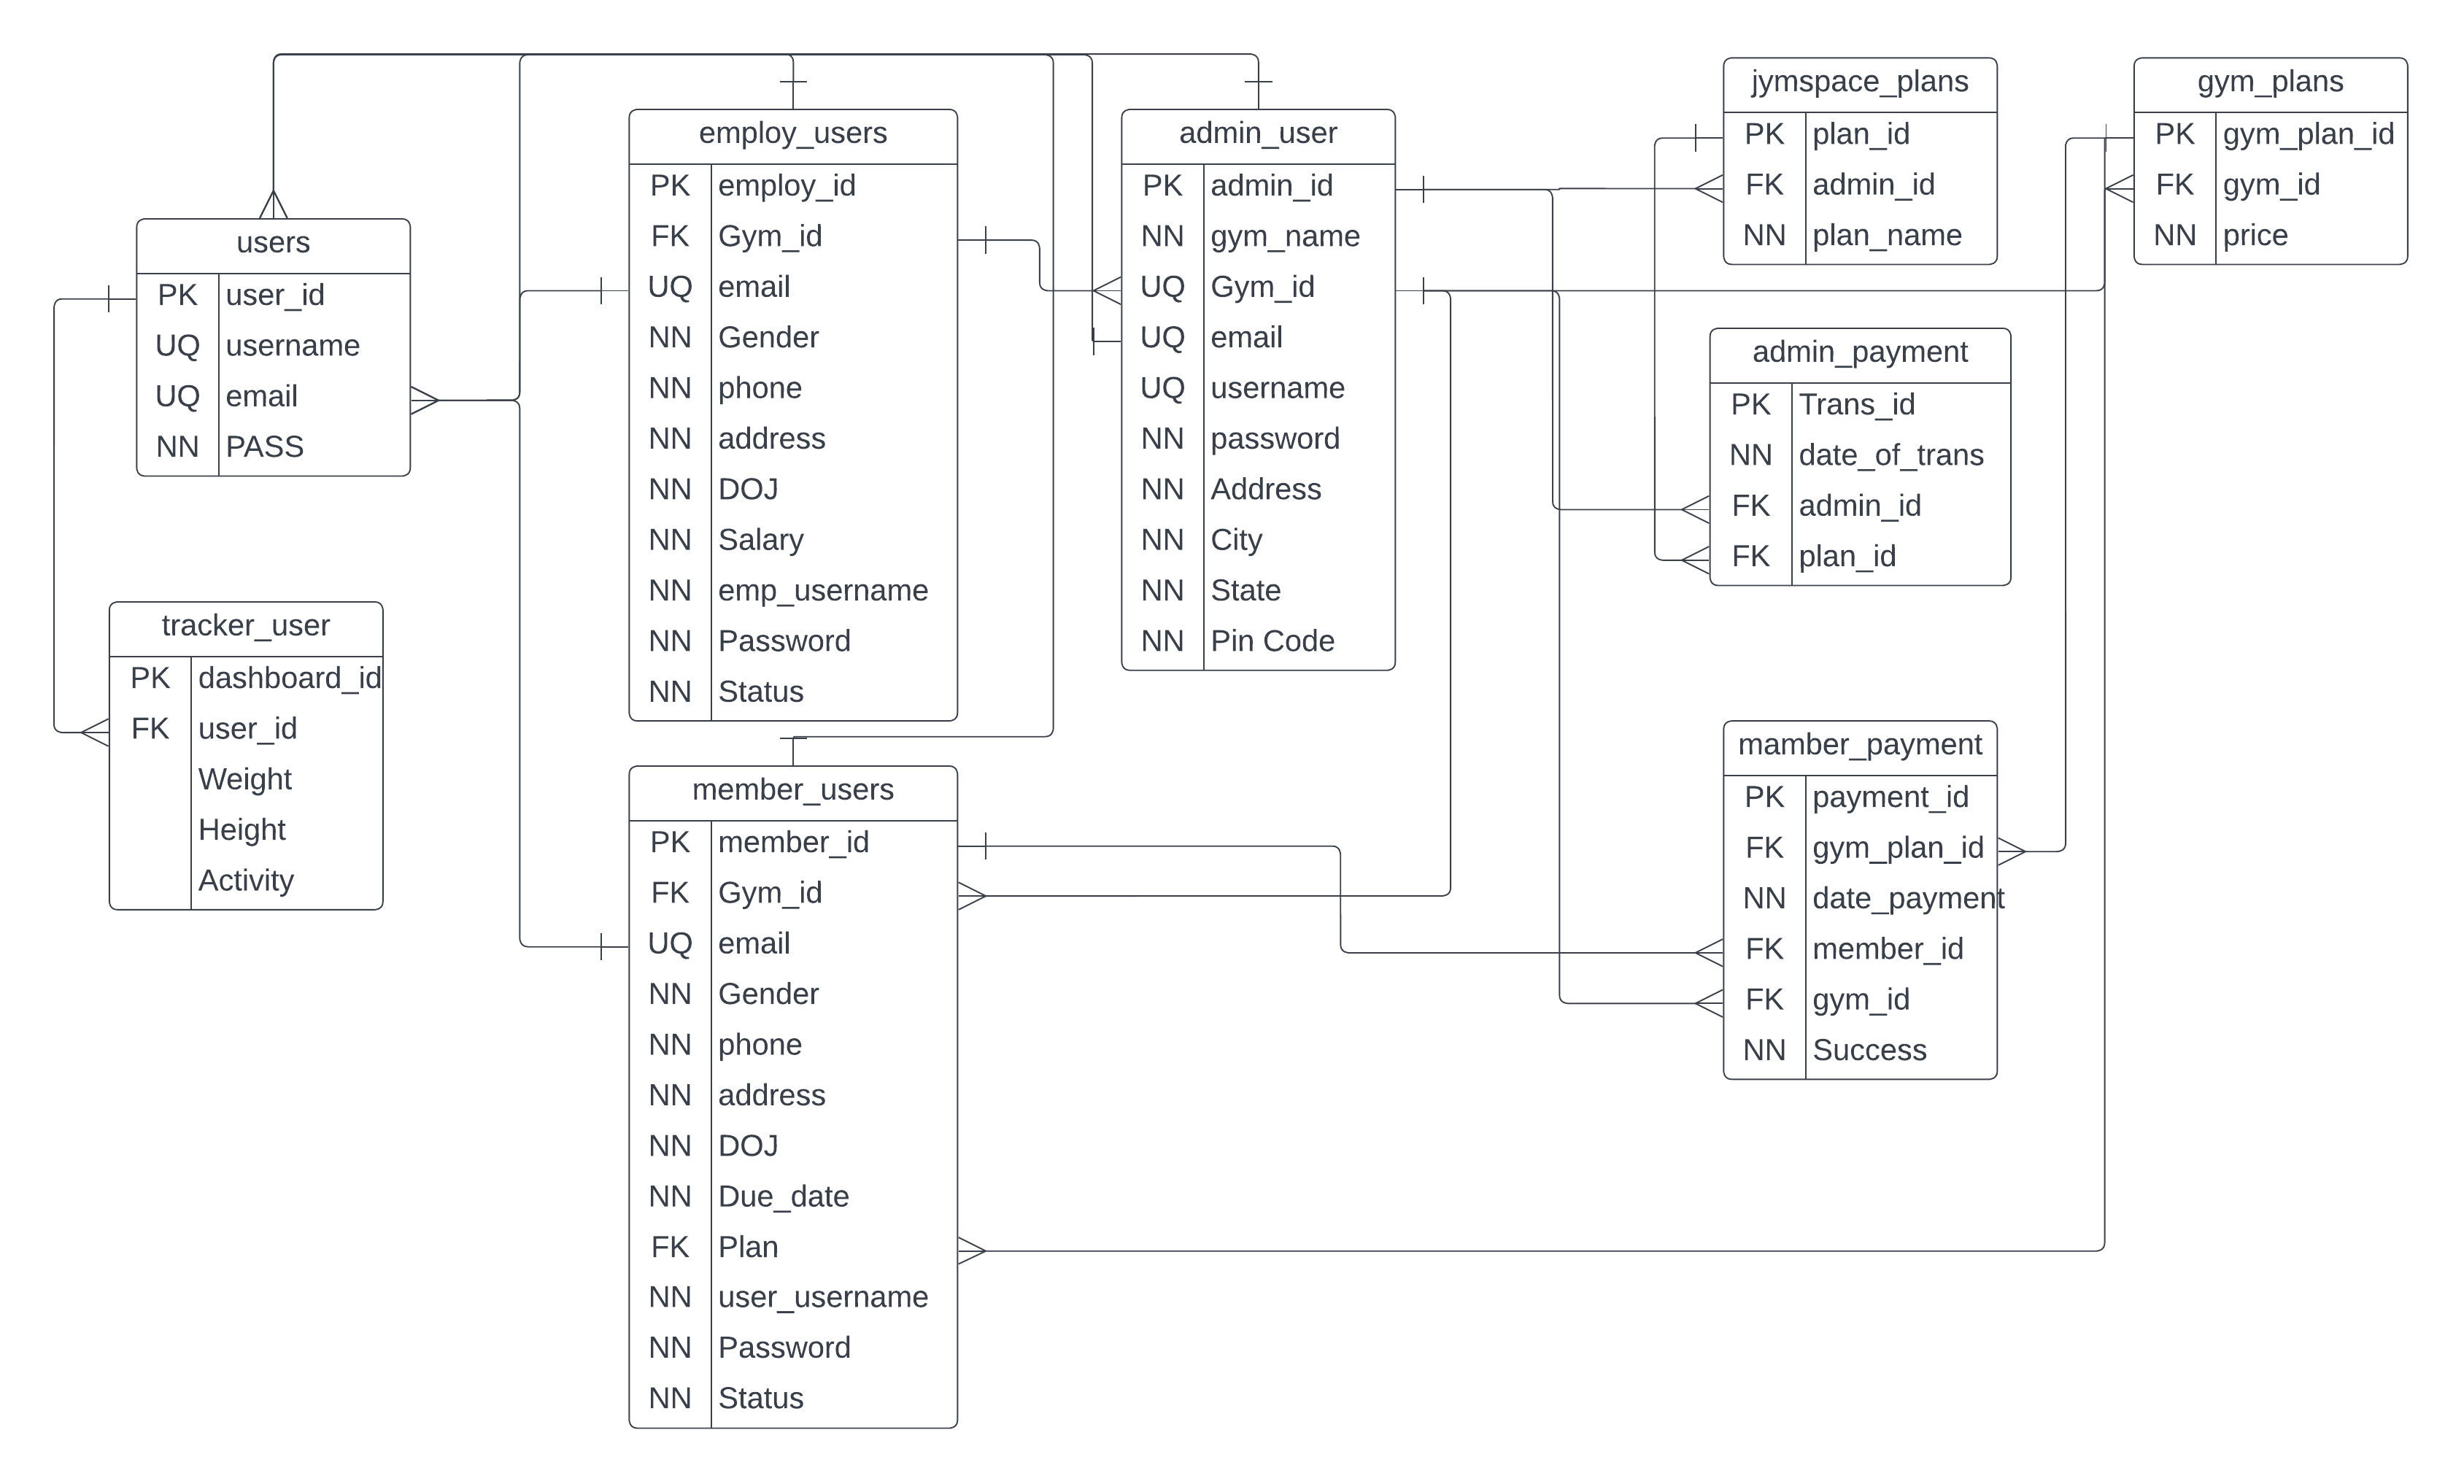 users
PK user_id
UQ username
UQ email
NN PASS
tracker_user
PK dashboard_id
FK user_id
Weight
Height
Activity
employ_users
PK employ_id
FK Gym_id
UQ email
NN Gender
NN phone
NN address
NN DOJ
NN Salary
NN emp_username
NN Password
NN Status
member_users
PK member_id
FK Gym_id
UQ email
NN Gender
NN phone
NN address
NN DOJ
NN Due_date
FK Plan
NN user_username
NN Password
NN Status
admin_user
PK admin_id
NN gym_name
UQ Gym_id
UQ email
UQ username
NN password
NN Address
NN City
NN State
NN Pin Code
jymspace_plans
PK plan_id
FK admin_id
NN plan_name
admin_payment
PK Trans_id
NN date_of_trans
FK admin_id
FK plan_id
mamber_payment
PK payment_id
FK gym_plan_id
NN date_payment
FK member_id
FK gym_id
NN Success
gym_plans
PK gym_plan_id
FK gym_id
NN price